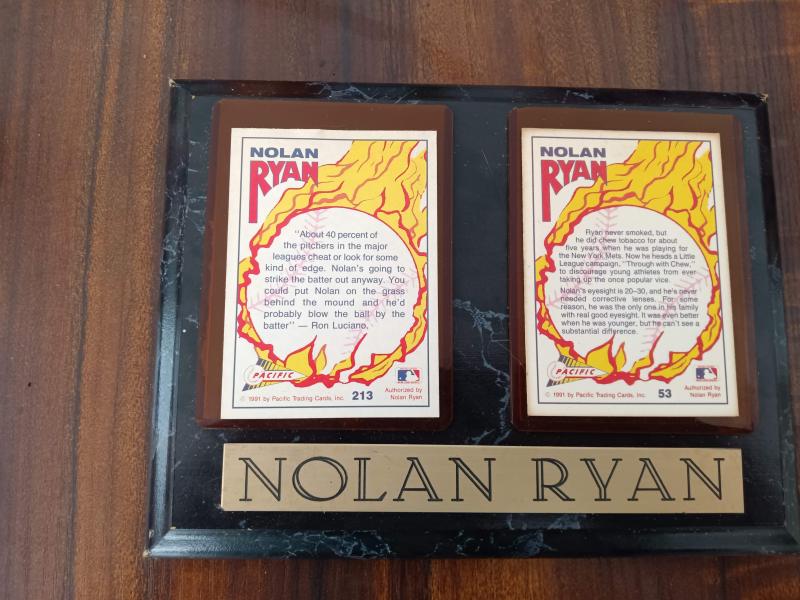 NOLAN
RYAN
"About 40 percent of
the pitchers in the major
leagues cheat or look for some
kind of edge. Nolan's going to
strike the batter out anyway. You
could put Nolan on the grass
behind the mound and he'd
probably blow the ball by the
batter" — Ron Luciano.
PACIFIC
© 1991 by Pacific Trading Cards, Inc.
213
Authorized by
Nolan Ryan
NOLAN
RYAN
Ryan never smoked, but
he did chew tobacco for about
five years when he was playing for
the New York Mets. Now he heads a Little
League campaign, "Through with Chew,"
to discourage young athletes from ever
taking up the once popular vice.
Nolan's eyesight is 20–30, and he's never
needed corrective lenses. For some
reason, he was the only one in his family
with real good eyesight. It was even better
when he was younger, but he can't see a
substantial difference.
PACIFIC
© 1991 by Pacific Trading Cards, Inc.
53
Authorized by
Nolan Ryan
NOLAN RYAN